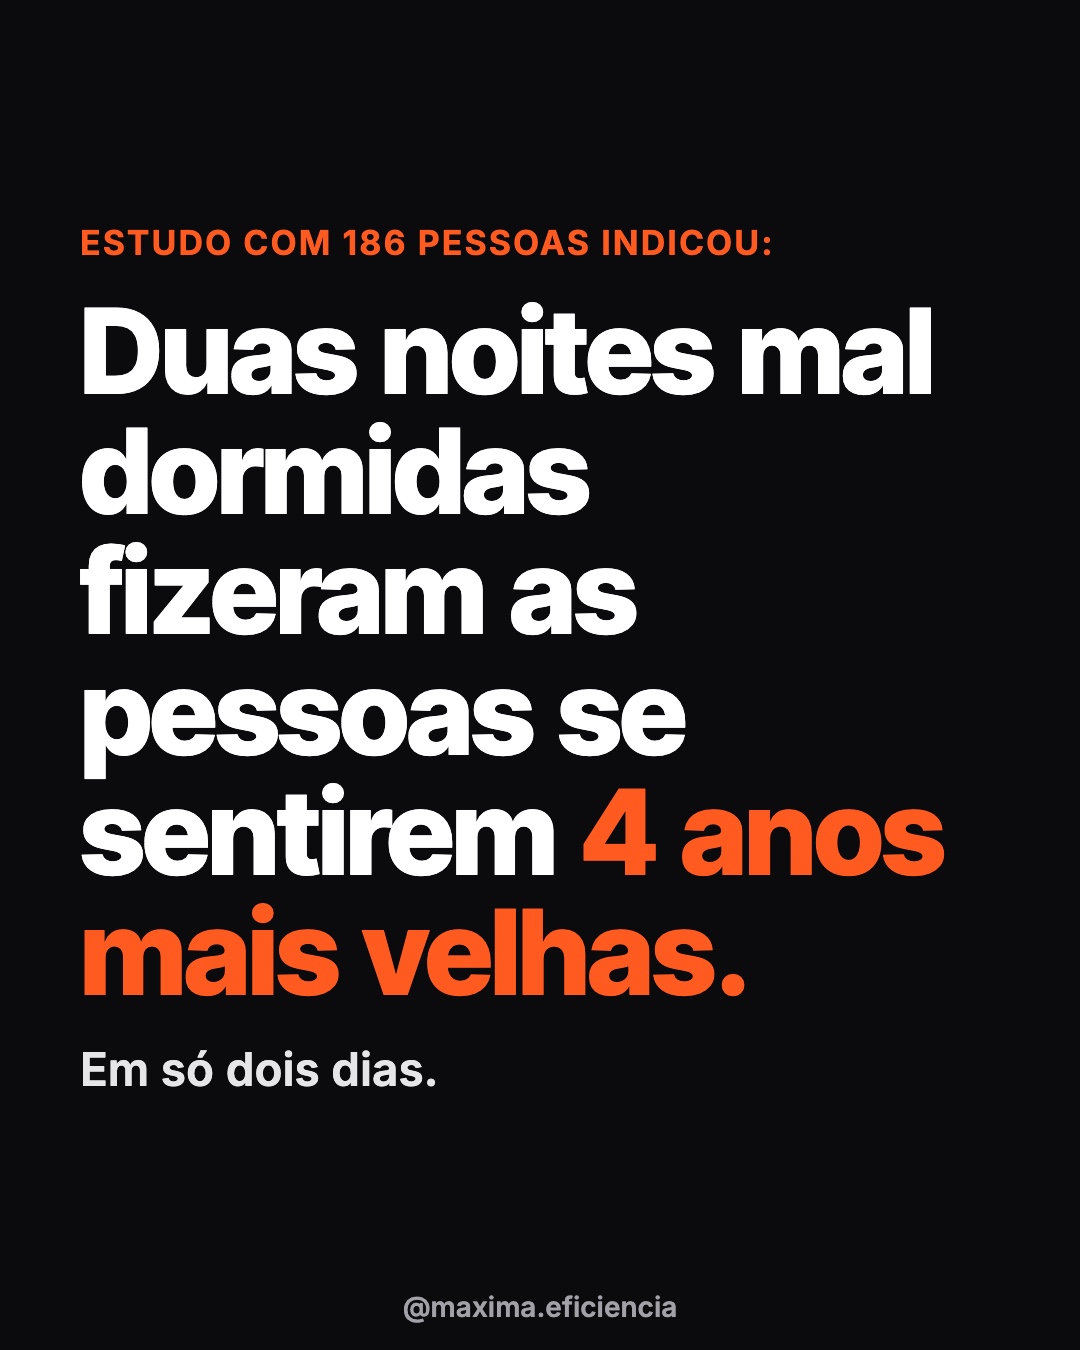 ESTUDO COM 186 PESSOAS INDICOU:
Duas noites mal
dormidas
fizeram as
pessoas se
sentirem 4 anos
mais velhas.
Em só dois dias.
@maxima.eficiencia